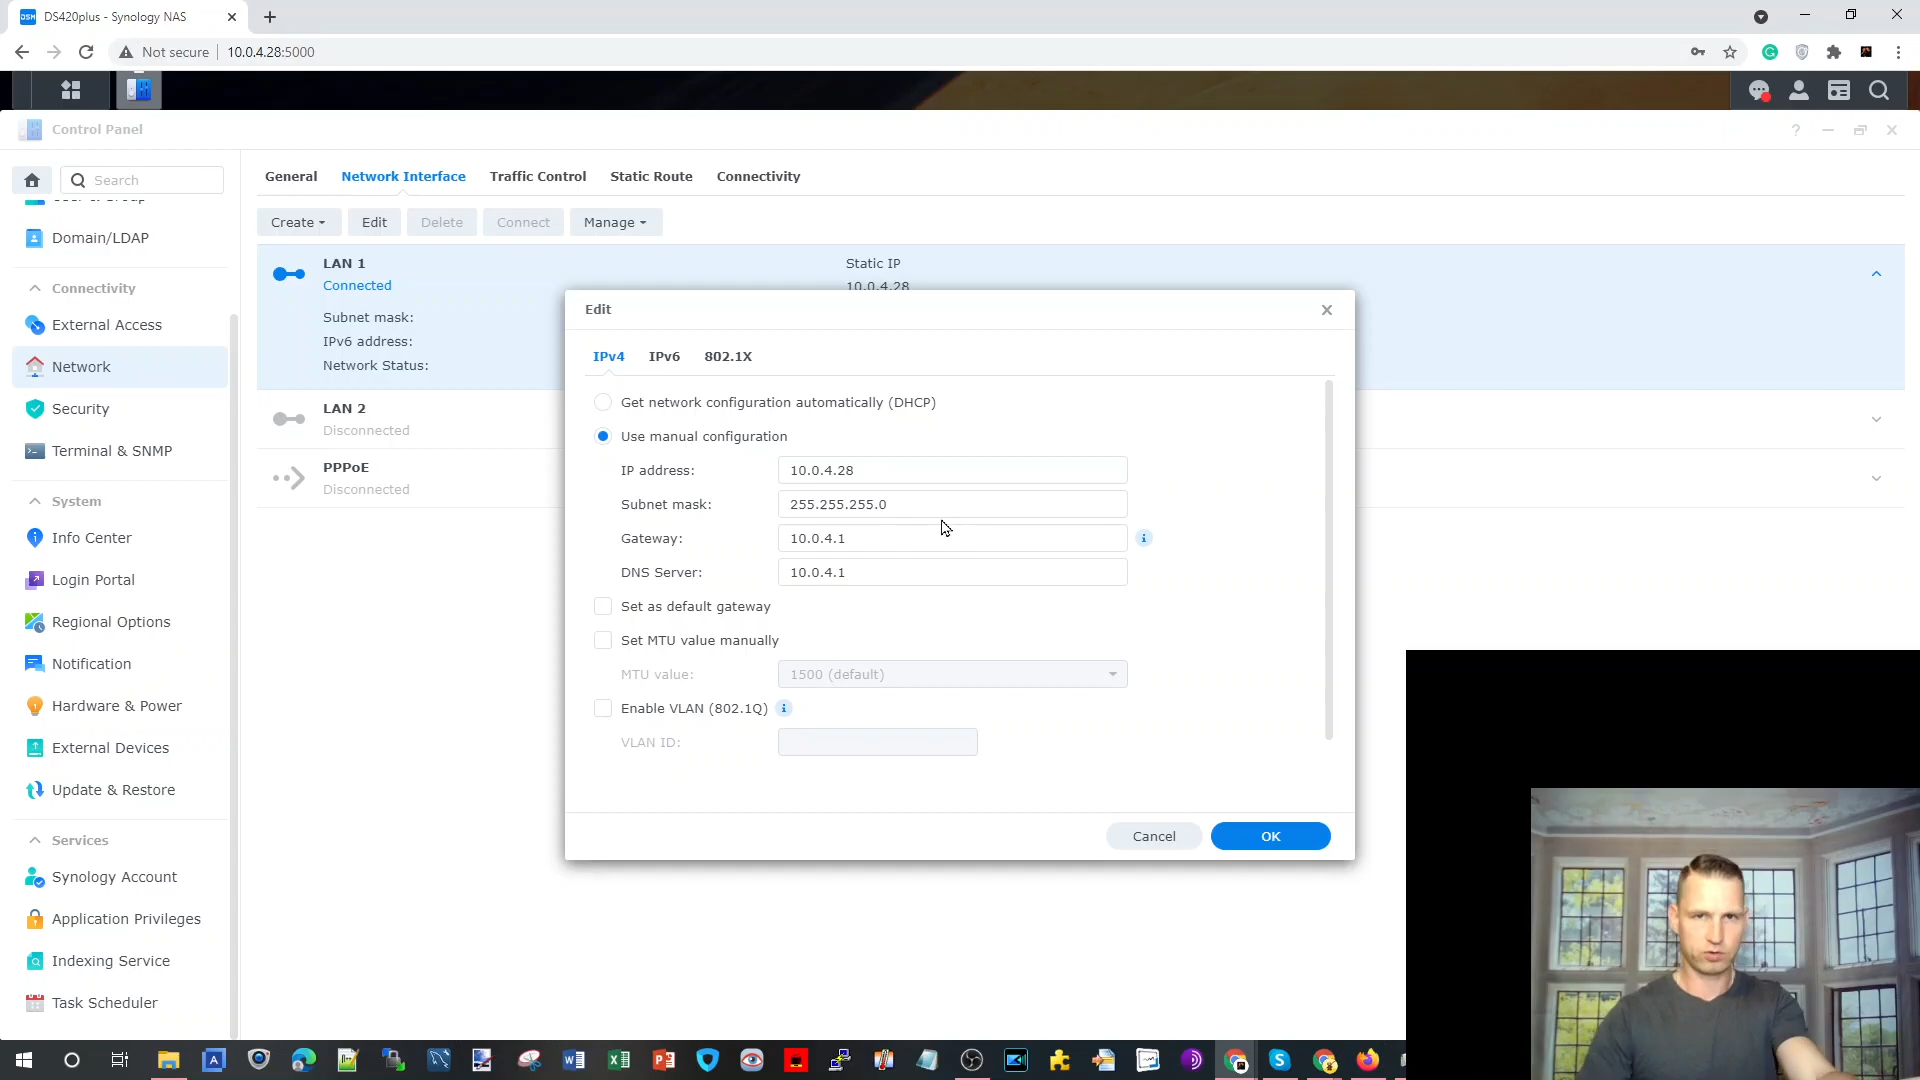 DS420plus - Synology NAS
Not secure
10.0.4.28:5000
Control Panel
Search
General
Network Interface
Traffic Control
Static Route
Connectivity
Create
Edit
Delete
Connect
Manage
User & Group
Domain/LDAP
Connectivity
External Access
Network
Security
Terminal & SNMP
System
Info Center
Login Portal
Regional Options
Notification
Hardware & Power
External Devices
Update & Restore
Services
Synology Account
Application Privileges
Indexing Service
Task Scheduler
LAN 1
Connected
Static IP
10.0.4.28
Subnet mask:
IPv6 address:
Network Status:
LAN 2
Disconnected
PPPoE
Disconnected
Edit
IPv4
IPv6
802.1X
Get network configuration automatically (DHCP)
Use manual configuration
IP address:
10.0.4.28
Subnet mask:
255.255.255.0
Gateway:
10.0.4.1
DNS Server:
10.0.4.1
Set as default gateway
Set MTU value manually
MTU value:
1500 (default)
Enable VLAN (802.1Q)
VLAN ID:
Cancel
OK